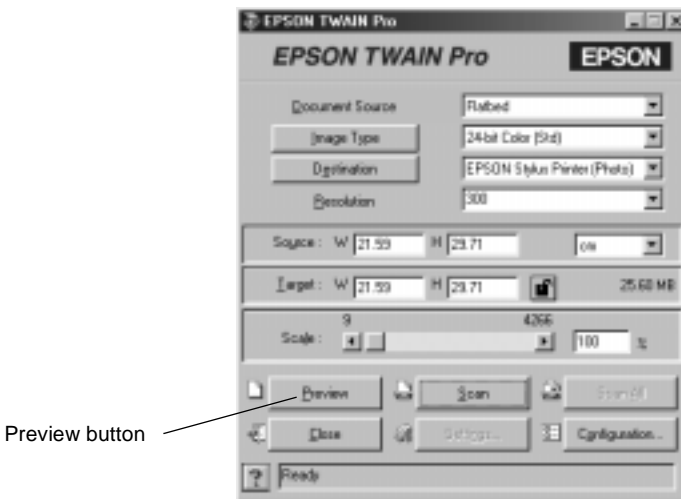 EPSON TWAIN Pro
EPSON TWAIN Pro EPSON
Document Source Flatbed
Image Type 24-bit Color (Std)
Destination EPSON Stylus Printer (Photo)
Resolution 300
Source : W 21.59 H 29.71 cm
Target : W 21.59 H 29.71 25.60 MB
9 4266
Scale : 100 %
Preview Scan Scan All
Preview button
Close Settings... Configuration...
? Ready